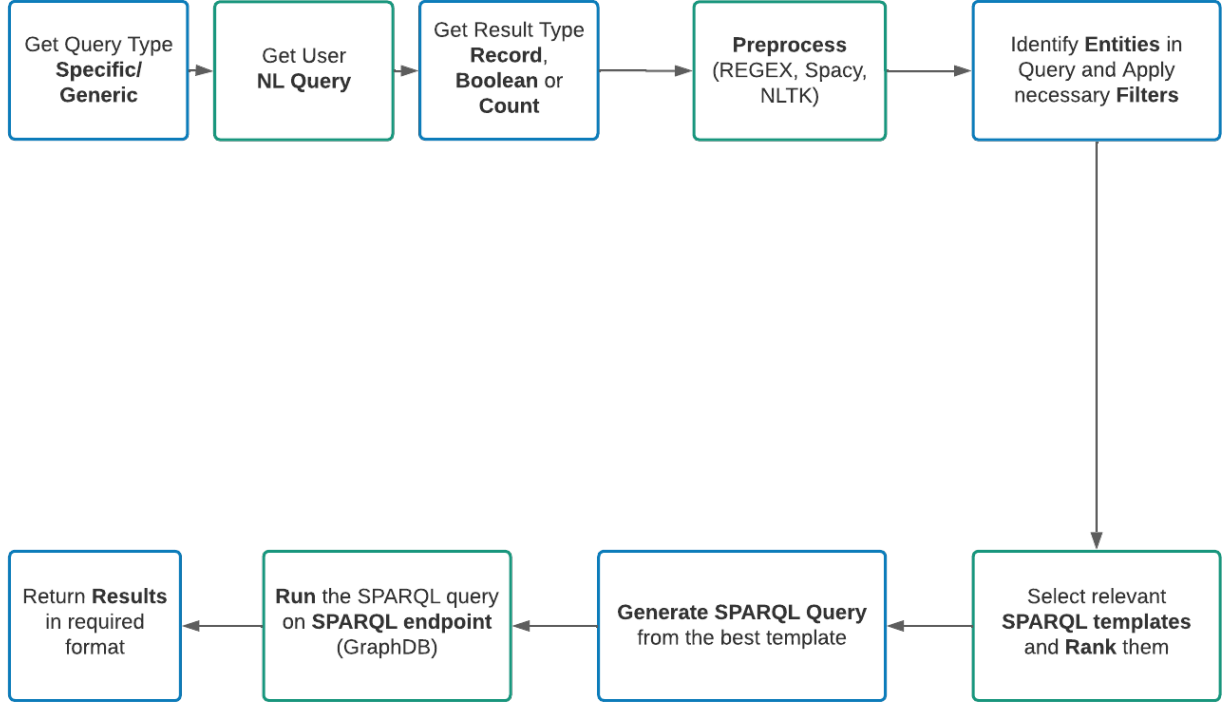 Get Query Type
Specific/
Generic
Get User
NL Query
Get Result Type
Record,
Boolean or
Count
Preprocess
(REGEX, Spacy,
NLTK)
Identify Entities in
Query and Apply
necessary Filters
Select relevant
SPARQL templates
and Rank them
Generate SPARQL Query
from the best template
Run the SPARQL query
on SPARQL endpoint
(GraphDB)
Return Results
in required
format